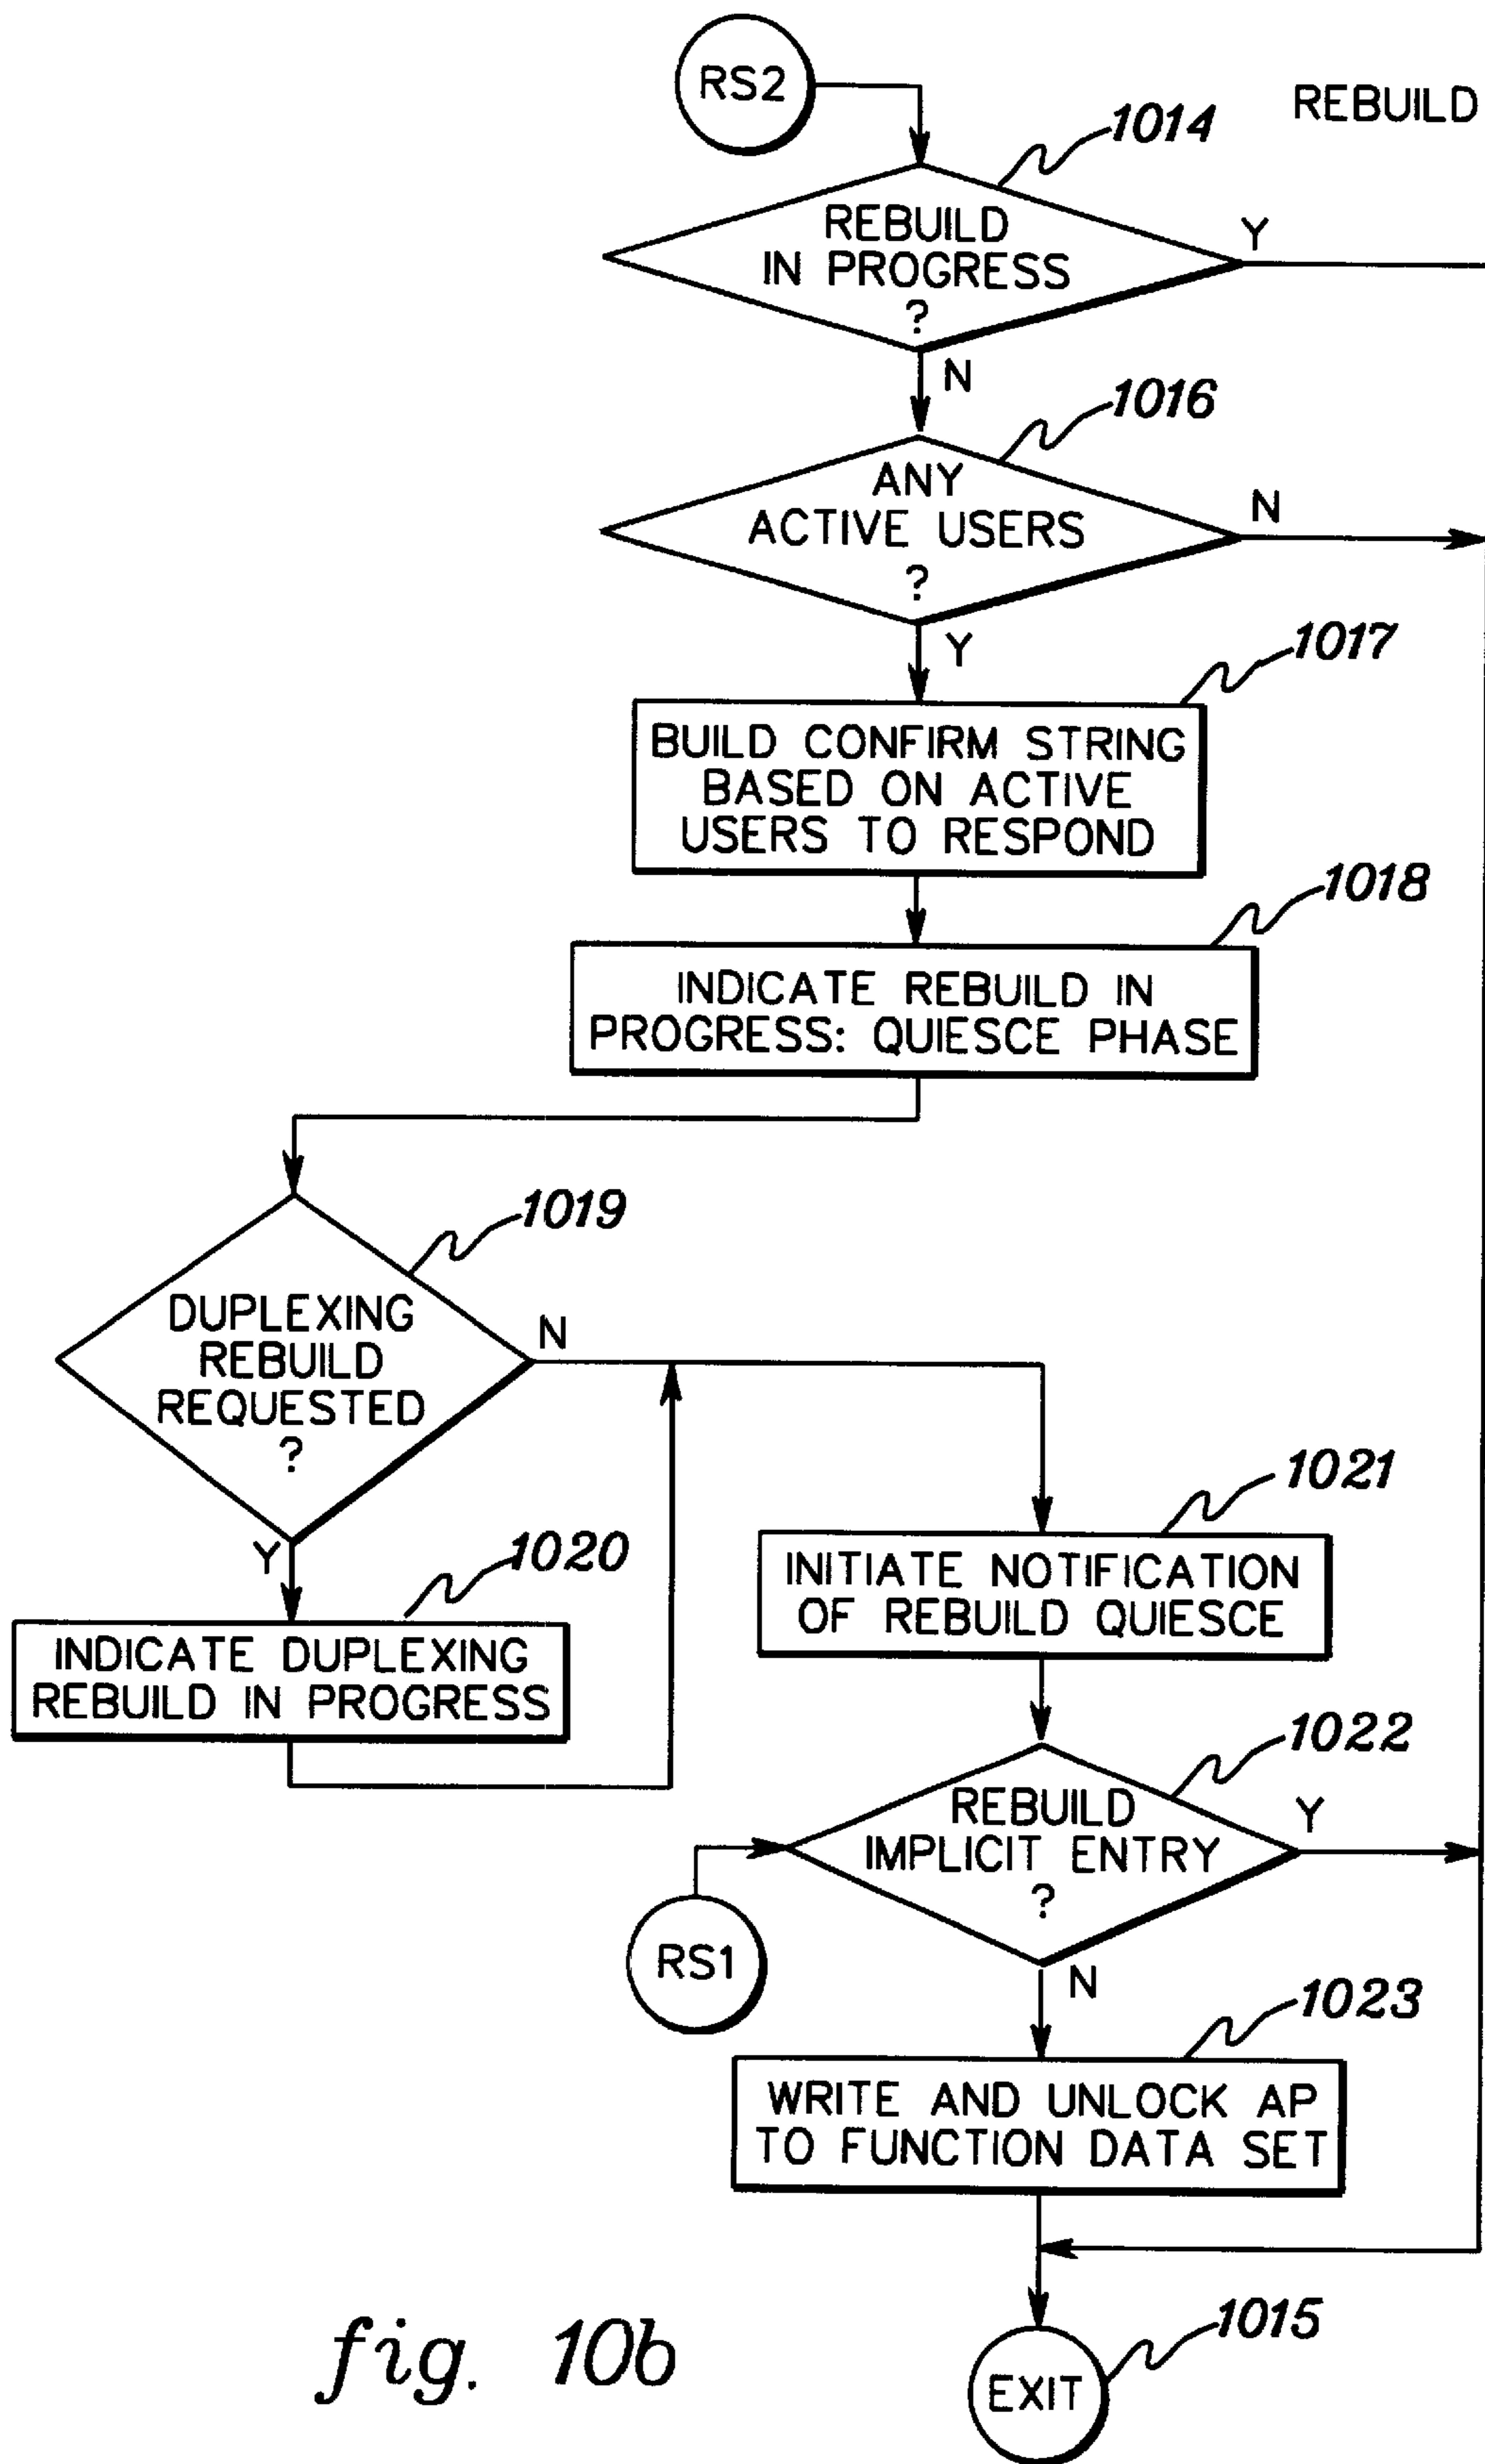 RS2
1014
REBUILD
REBUILD
IN PROGRESS
?
Y
N
1016
ANY
ACTIVE USERS
?
N
Y
1017
BUILD CONFIRM STRING
BASED ON ACTIVE
USERS TO RESPOND
1018
INDICATE REBUILD IN
PROGRESS: QUIESCE PHASE
1019
DUPLEXING
REBUILD
REQUESTED
?
N
Y
1020
INDICATE DUPLEXING
REBUILD IN PROGRESS
1021
INITIATE NOTIFICATION
OF REBUILD QUIESCE
1022
REBUILD
IMPLICIT ENTRY
?
Y
RS1
N
1023
WRITE AND UNLOCK AP
TO FUNCTION DATA SET
1015
EXIT
fig. 10b